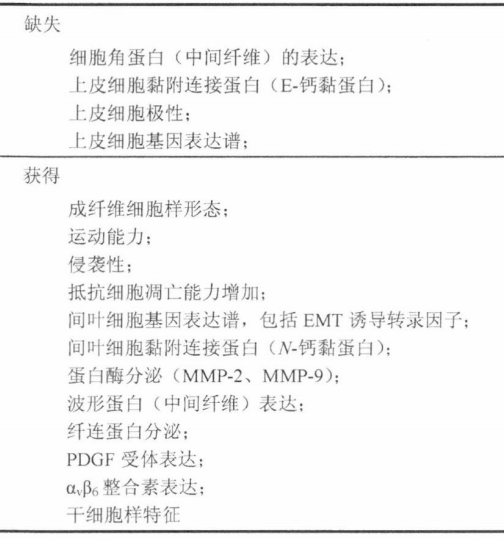 缺失
细胞角蛋白（中间纤维）的表达；
上皮细胞黏附连接蛋白（E-钙黏蛋白）；
上皮细胞极性；
上皮细胞基因表达谱；
获得
成纤维细胞样形态；
运动能力；
侵袭性；
抵抗细胞凋亡能力增加；
间叶细胞基因表达谱，包括 EMT 诱导转录因子；
间叶细胞黏附连接蛋白（N-钙黏蛋白）；
蛋白酶分泌（MMP-2、MMP-9）；
波形蛋白（中间纤维）表达；
纤连蛋白分泌；
PDGF 受体表达；
αvβ6 整合素表达；
干细胞样特征